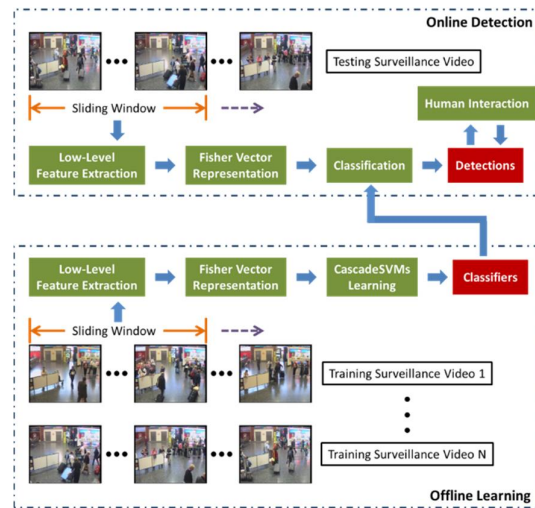 Online Detection
Testing Surveillance Video
Sliding Window
Human Interaction
Low-Level
Feature Extraction
Fisher Vector
Representation
Classification
Detections
Low-Level
Feature Extraction
Fisher Vector
Representation
CascadeSVMs
Learning
Classifiers
Sliding Window
Training Surveillance Video 1
Training Surveillance Video N
Offline Learning